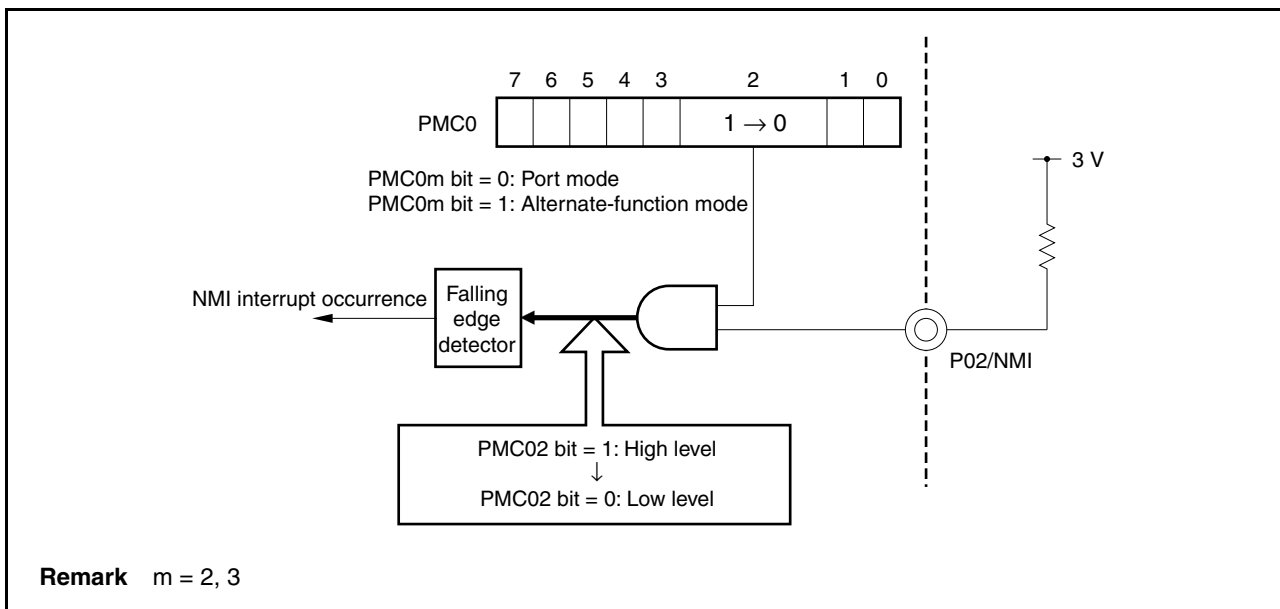 7 6 5 4 3 2 1 0
PMC0 1 → 0
3 V
PMC0m bit = 0: Port mode
PMC0m bit = 1: Alternate-function mode
NMI interrupt occurrence
Falling
edge
detector
P02/NMI
PMC02 bit = 1: High level
↓
PMC02 bit = 0: Low level
Remark m = 2, 3